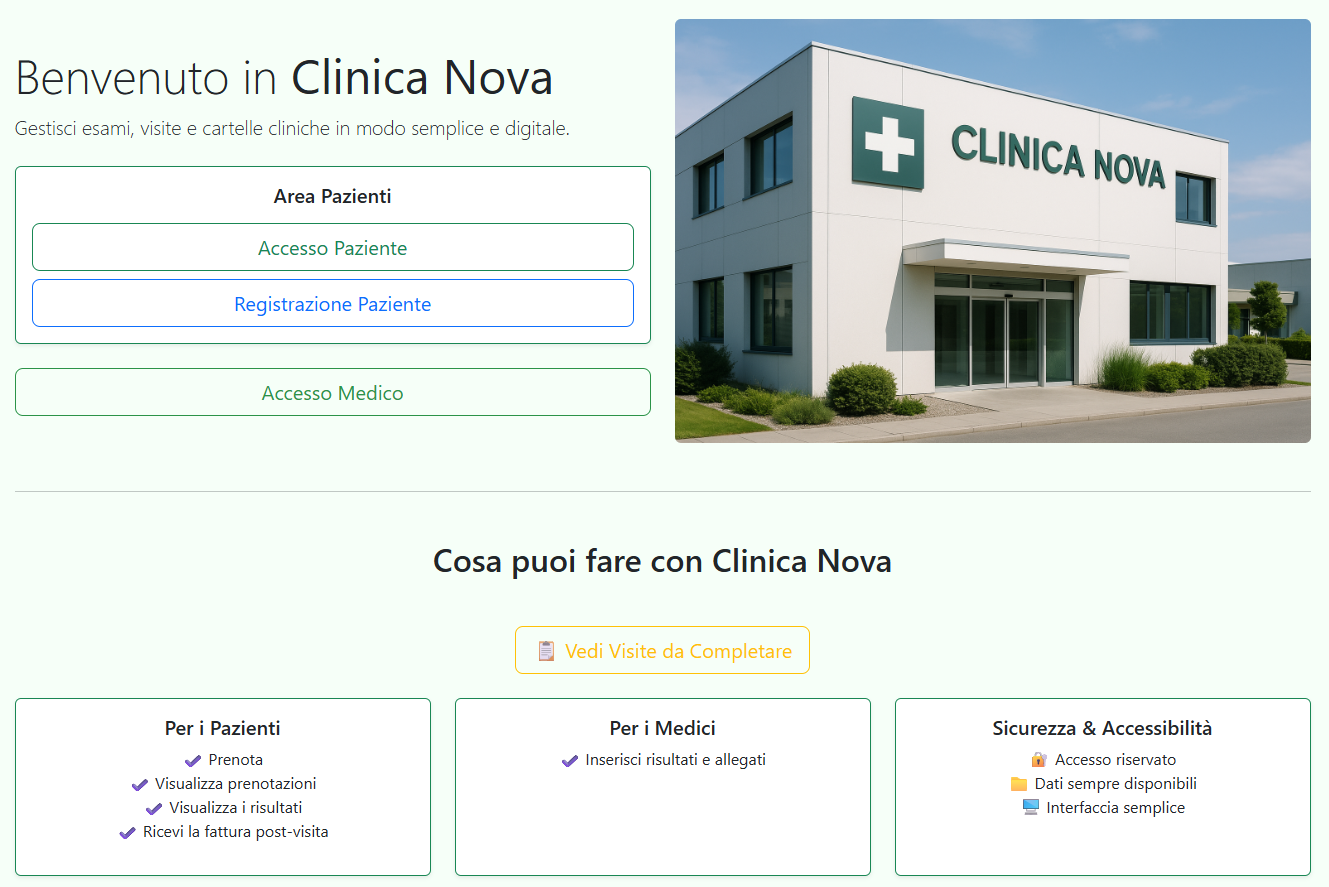 Benvenuto in Clinica Nova
Gestisci esami, visite e cartelle cliniche in modo semplice e digitale.
Area Pazienti
Accesso Paziente
Registrazione Paziente
Accesso Medico
CLINICA NOVA
Cosa puoi fare con Clinica Nova
Vedi Visite da Completare
Per i Pazienti
Prenota
Visualizza prenotazioni
Visualizza i risultati
Ricevi la fattura post-visita
Per i Medici
Inserisci risultati e allegati
Sicurezza & Accessibilità
Accesso riservato
Dati sempre disponibili
Interfaccia semplice